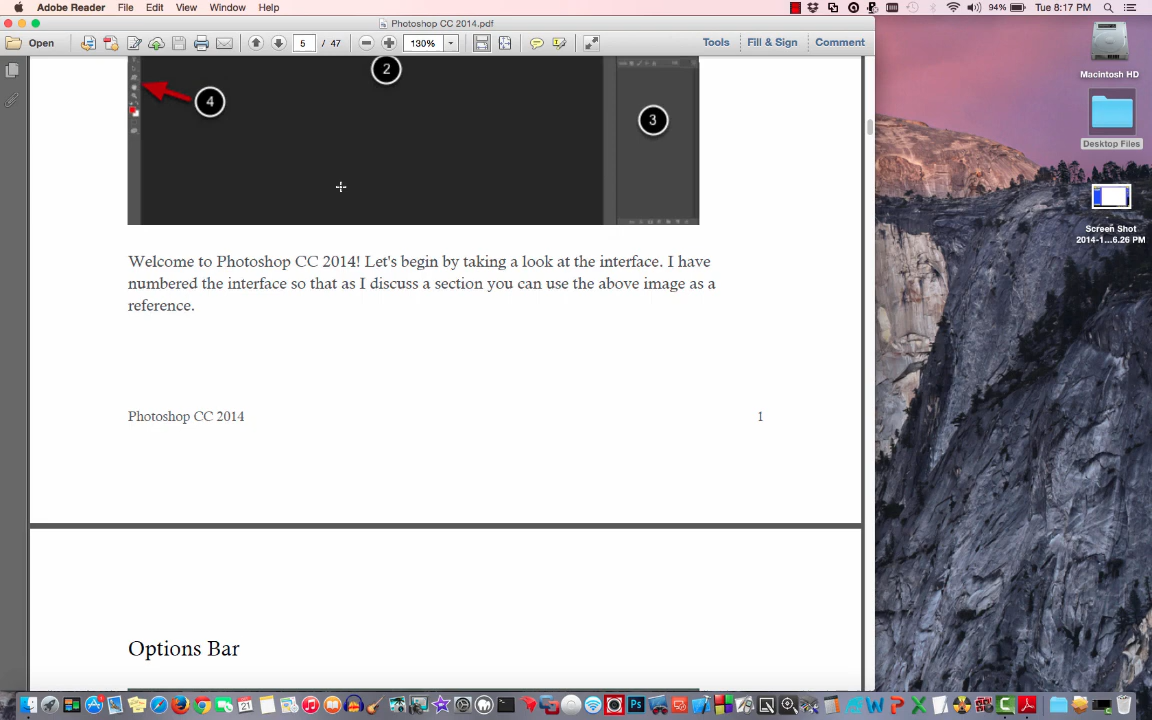 Adobe Reader File Edit View Window Help 94% Tue 8:17 PM
Photoshop CC 2014.pdf
Open 5 / 47 130% Tools Fill & Sign Comment
Macintosh HD
2
4
3
Desktop Files
Screen Shot
2014-1...6.26 PM
Welcome to Photoshop CC 2014! Let's begin by taking a look at the interface. I have
numbered the interface so that as I discuss a section you can use the above image as a
reference.
Photoshop CC 2014 1
Options Bar